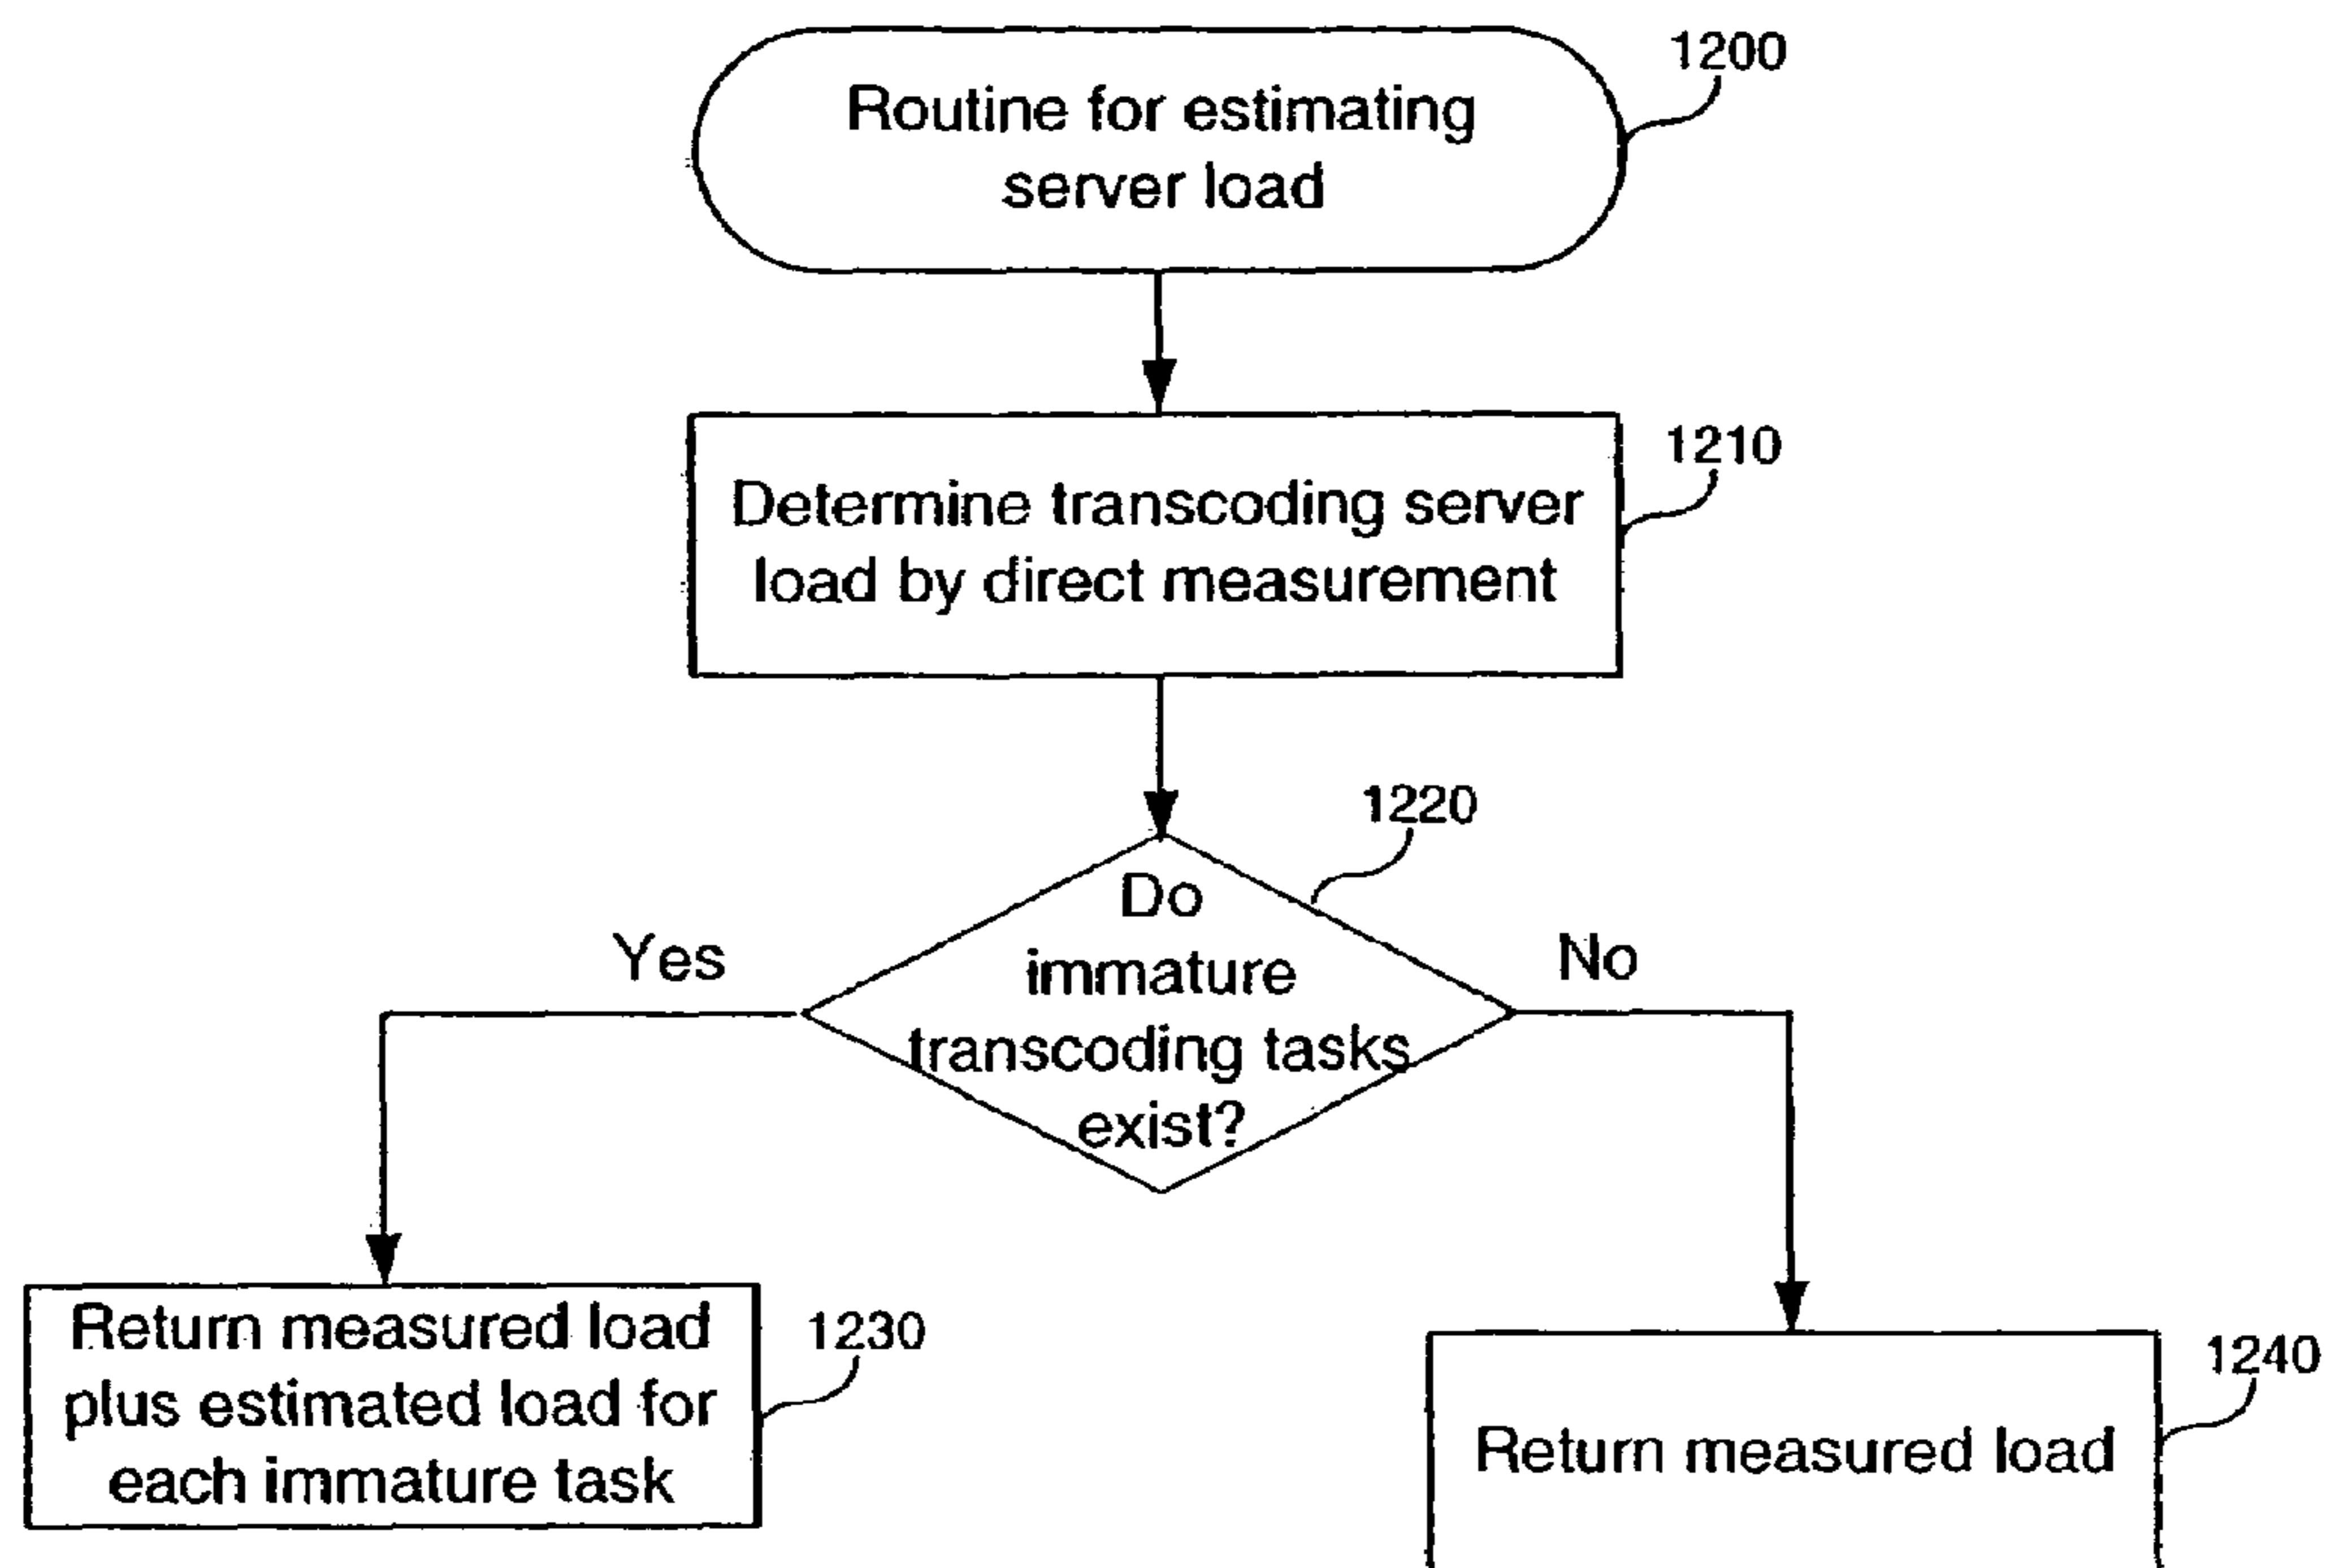 1200
Routine for estimating
server load
1210
Determine transcoding server
load by direct measurement
1220
Do
immature
transcoding tasks
exist?
Yes
No
Return measured load
plus estimated load for
each immature task
1230
1240
Return measured load